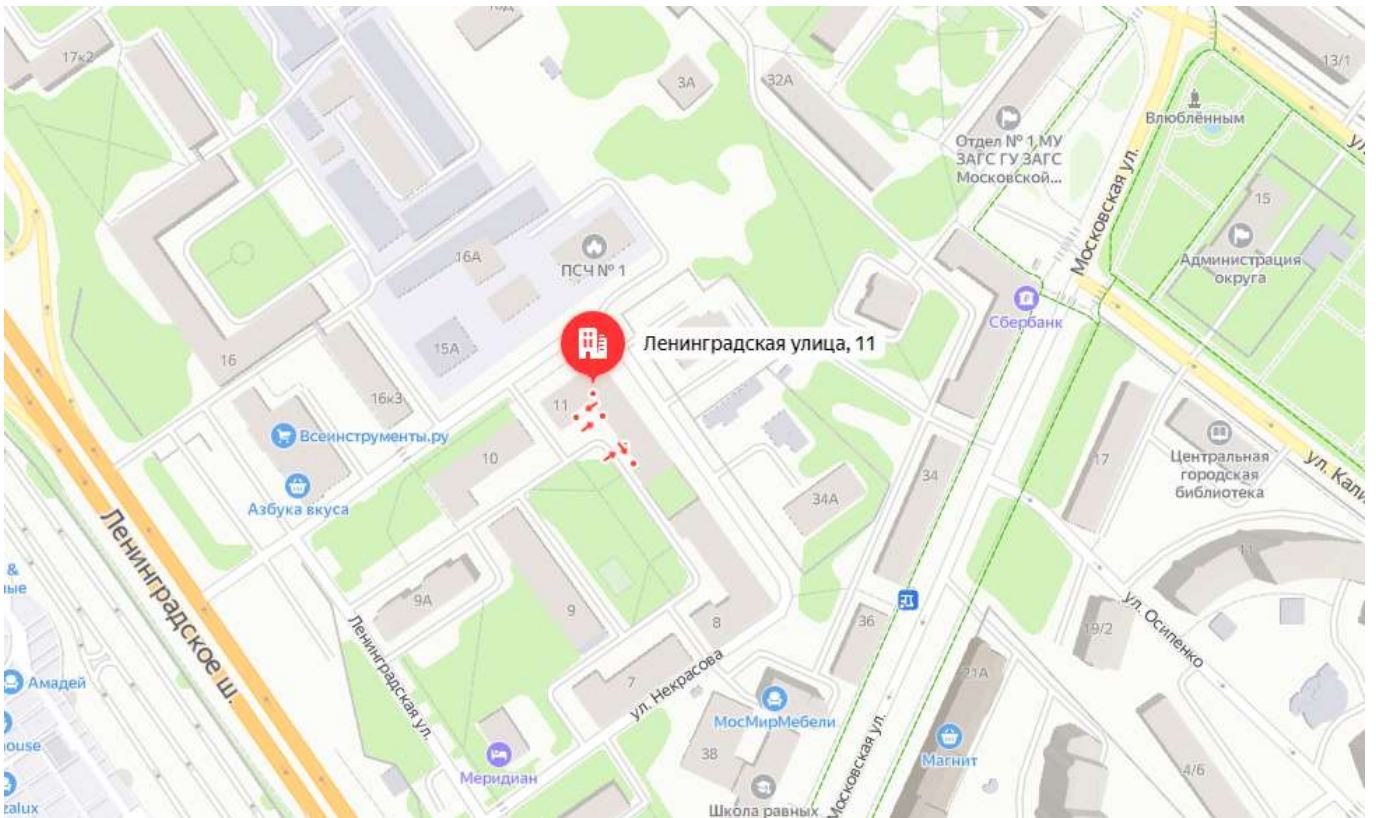 17к2
3А
32А
13/1
Влюблённым
Отдел № 1 МУ
ЗАГС ГУ ЗАГС
Московской...
Московская ул.
15
Администрация
округа
16А
ПСЧ № 1
Сбербанк
Ленинградская улица, 11
15А
16
16к3
11
Всеинструменты.ру
10
Азбука вкуса
34
34А
17
Центральная
городская
библиотека
ул. Кали
Ленинградское ш.
&
ные
9А
9
8
36
11
19/2
ул. Осипенко
Ленинградская ул.
7
ул. Некрасова
21А
Амадей
МосМирМебели
Московская ул.
house
Меридиан
38
Магнит
4/6
zalux
Школа равных